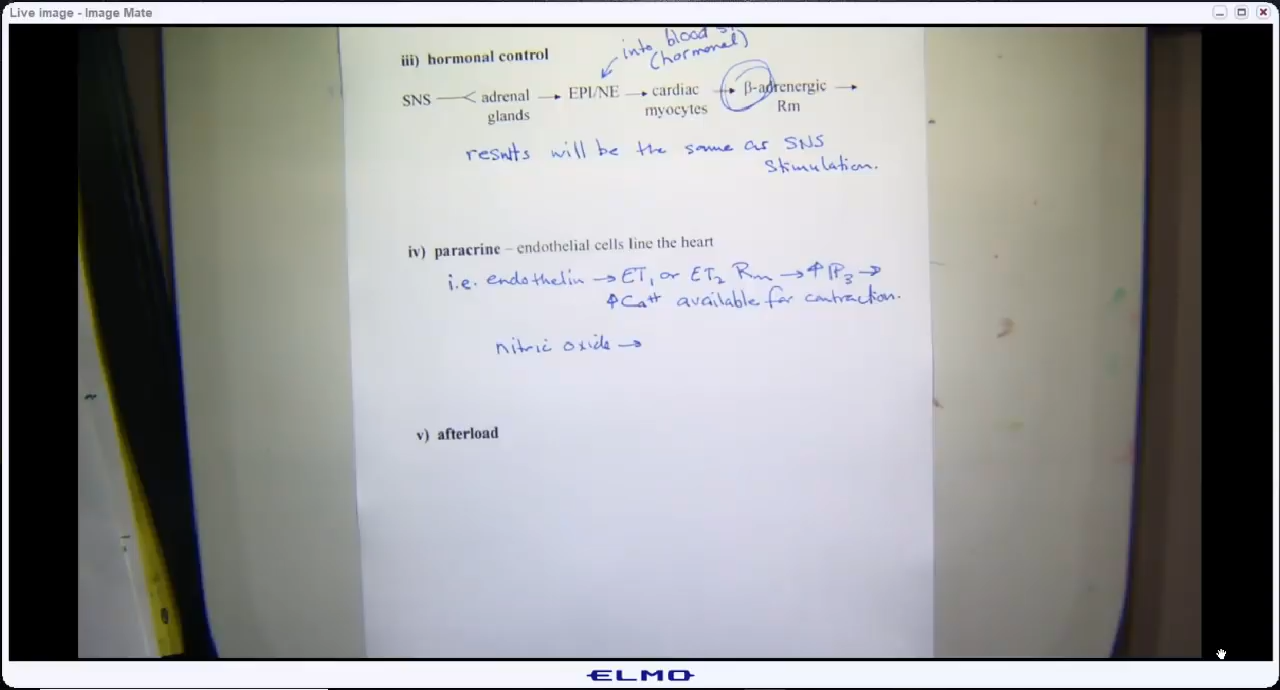 Live image - Image Mate
into blood
(hormonal)
iii) hormonal control
SNS adrenal glands → EPI/NE → cardiac myocytes → β-adrenergic Rm →
results will be the same as SNS
stimulation.
iv) paracrine – endothelial cells line the heart
i.e. endothelin → ET₁ or ET₂ Rm → ↑ IP₃ →
↑ Ca⁺⁺ available for contraction.
nitric oxide →
v) afterload
ELMO